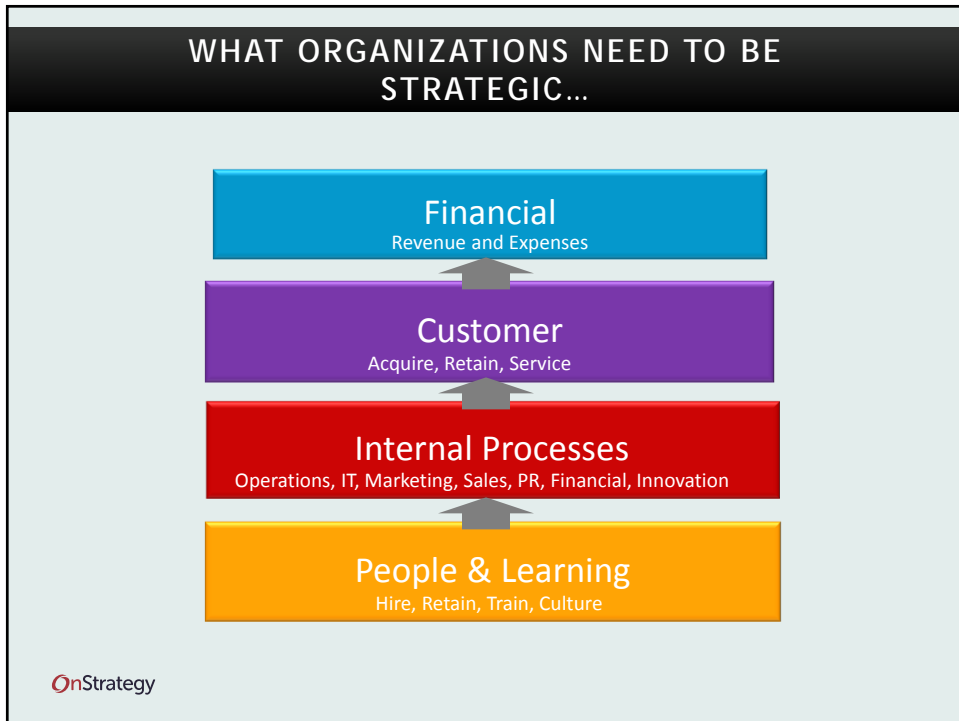 WHAT ORGANIZATIONS NEED TO BE
STRATEGIC…
Financial
Revenue and Expenses
Customer
Acquire, Retain, Service
Internal Processes
Operations, IT, Marketing, Sales, PR, Financial, Innovation
People & Learning
Hire, Retain, Train, Culture
OnStrategy